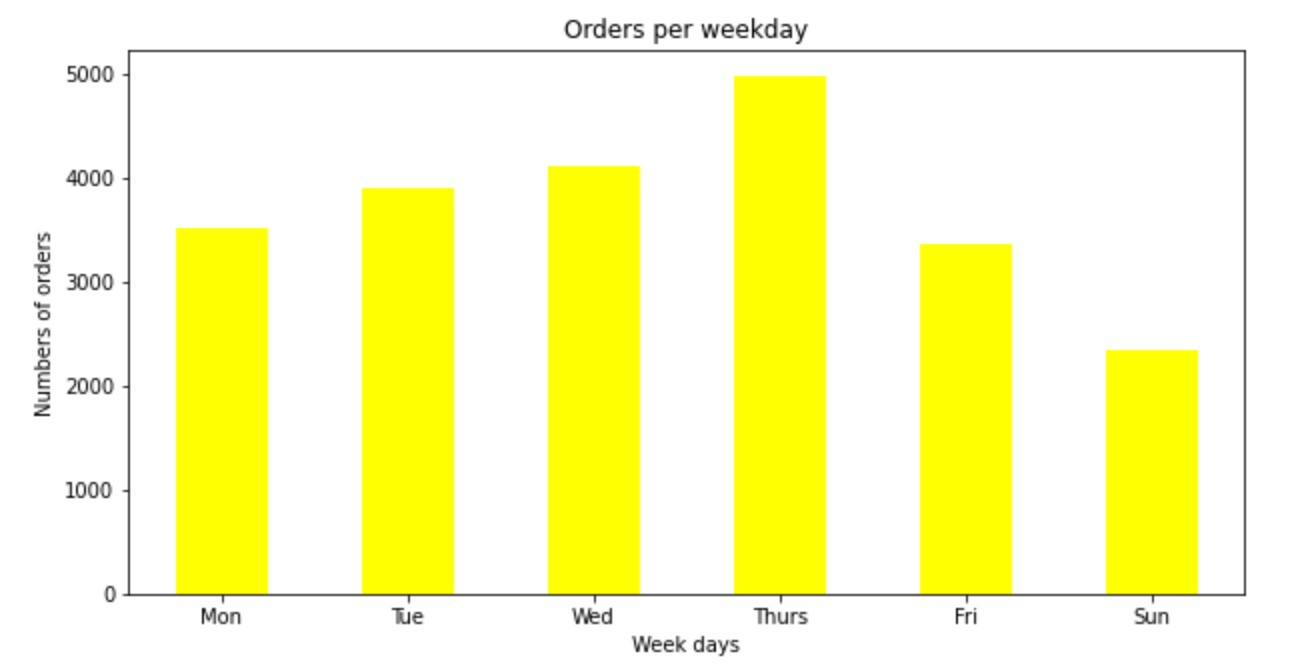 Orders per weekday
5000
4000
3000
2000
1000
0
Numbers of orders
Mon Tue Wed Thurs Fri Sun
Week days